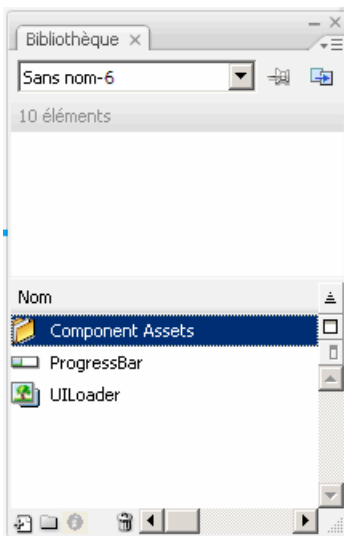 Bibliothèque
Sans nom-6
10 éléments
Nom
Component Assets
ProgressBar
UILoader